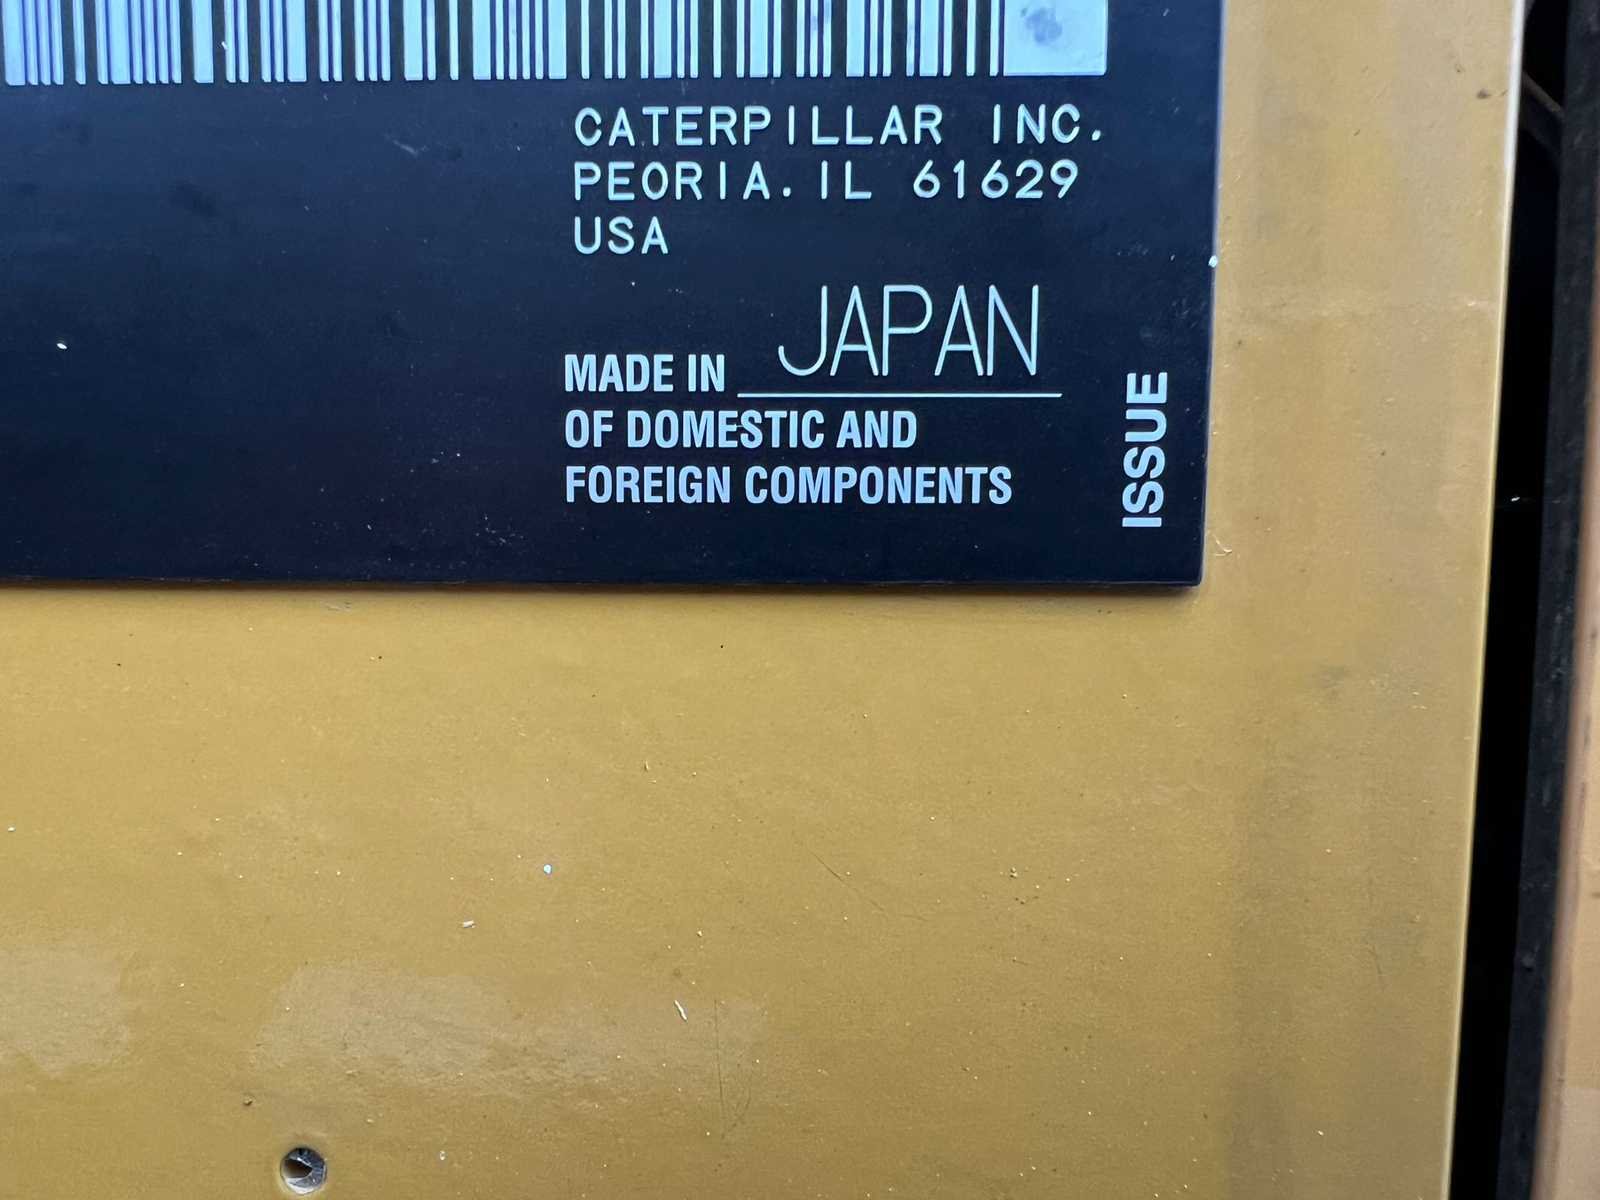 CATERPILLAR INC.
PEORIA. IL 61629
USA
MADE IN JAPAN
OF DOMESTIC AND
FOREIGN COMPONENTS
ISSUE